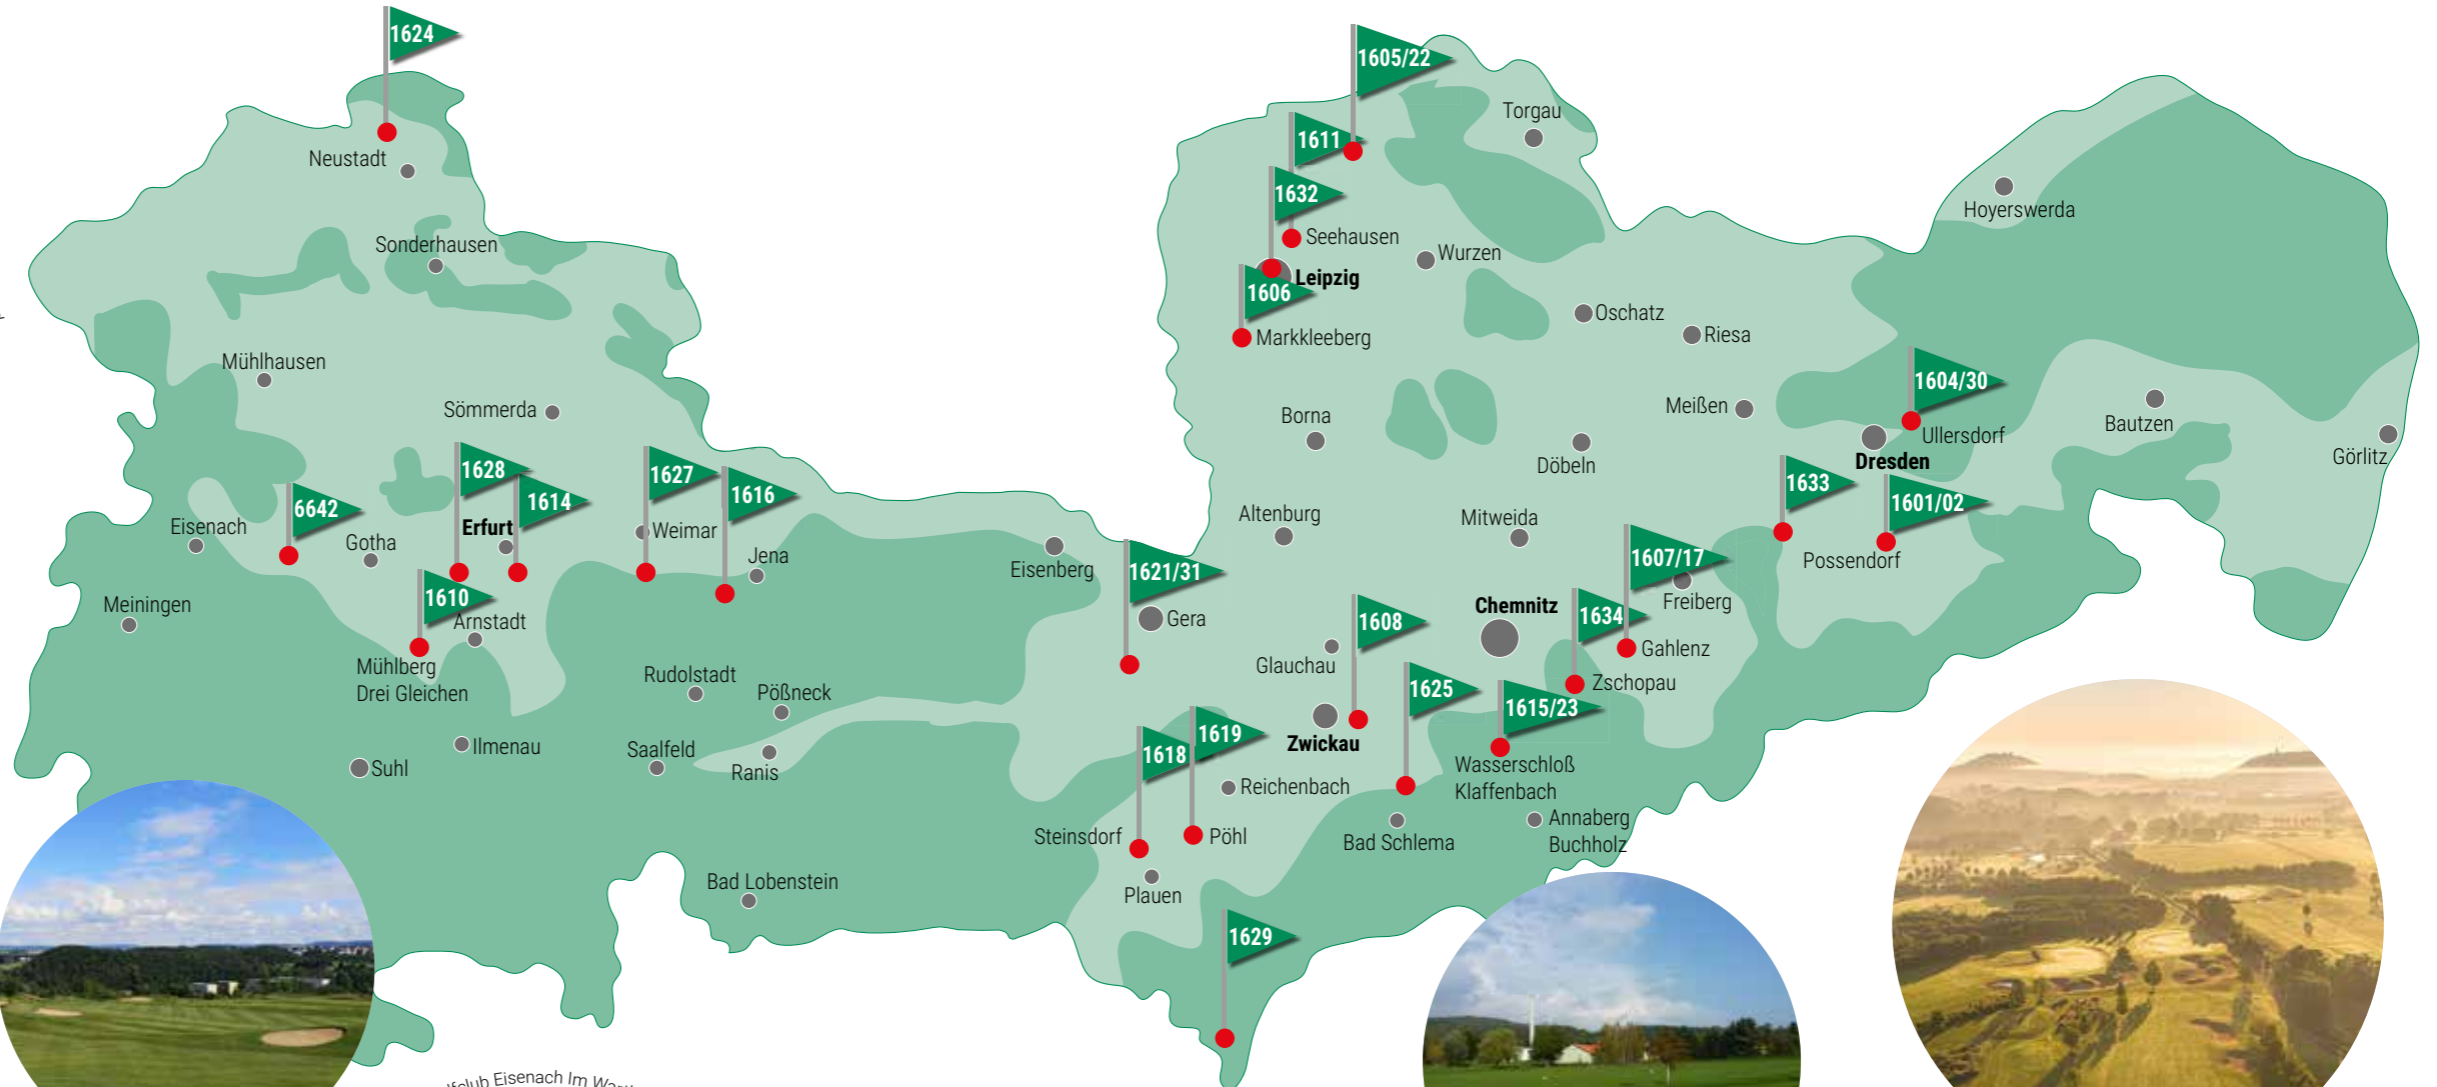 1624
Neustadt
Sonderhausen
Mühlhausen
Sömmerda
1628
1614
1627
1616
6642
Erfurt
Eisenach
Gotha
Weimar
Jena
1610
Meiningen
Arnstadt
Mühlberg
Drei Gleichen
Rudolstadt
Pößneck
Ilmenau
Suhl
Saalfeld
Ranis
Bad Lobenstein
Eisenberg
1621/31
Gera
1605/22
1611
1632
Torgau
Seehausen
Wurzen
Leipzig
1606
Markkleeberg
Oschatz
Riesa
Hoyerswerda
Borna
Meißen
Döbeln
1604/30
Ullersdorf
Dresden
Bautzen
Görlitz
1633
1601/02
Possendorf
Altenburg
Mitweida
1607/17
Freiberg
Chemnitz
1634
Gahlenz
Zschopau
1608
Glauchau
1625
1615/23
Zwickau
Wasserschloß
Klaffenbach
1619
1618
Reichenbach
Steinsdorf
Pöhl
Bad Schlema
Annaberg
Buchholz
Plauen
1629
Eisenach Im